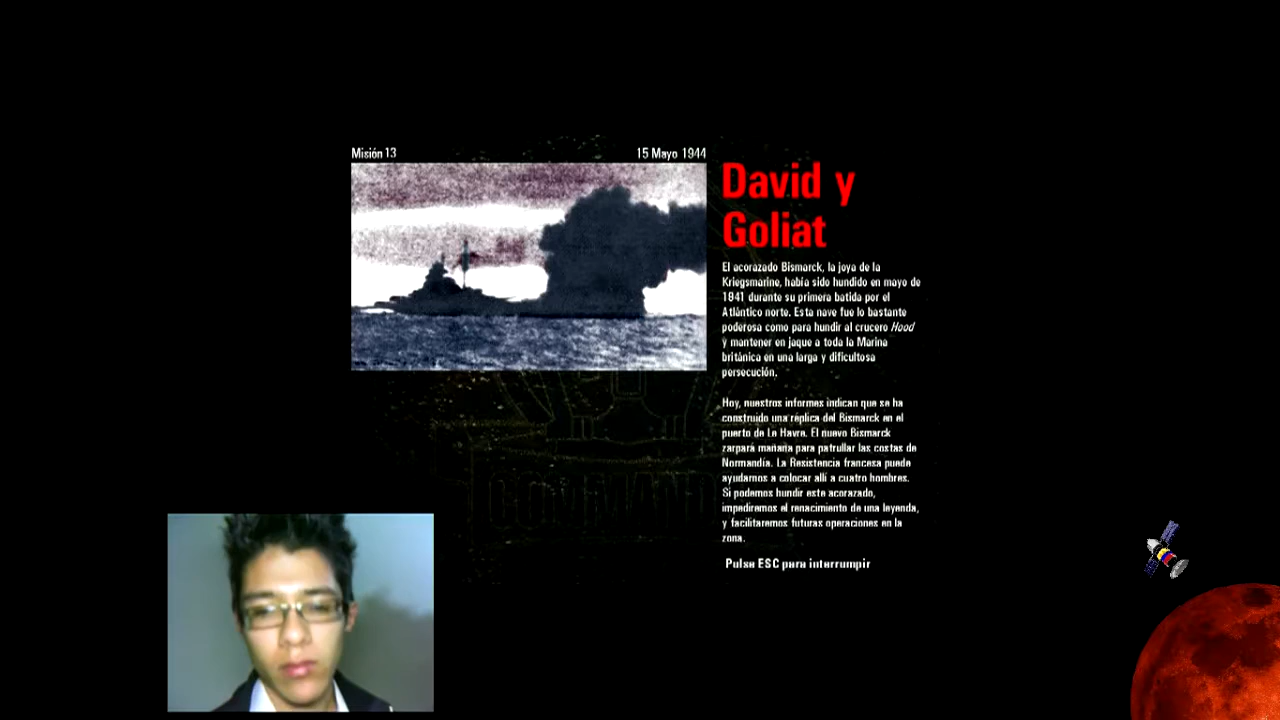 Misión 13
15 Mayo 1944
David y
Goliat
El acorazado Bismarck, la joya de la
Kriegsmarine, había sido hundido en mayo de
1941 durante su primera batida por el
Atlántico norte. Esta nave fue lo bastante
poderosa como para hundir al crucero Hood
y mantener en jaque a toda la Marina
británica en una larga y dificultosa
persecución.
Hoy, nuestros informes indican que se ha
construido una réplica del Bismarck en el
puerto de Le Havre. El nuevo Bismarck
zarpará mañana para patrullar las costas de
Normandía. La Resistencia francesa puede
ayudarnos a colocar allí a cuatro hombres.
Si podemos hundir este acorazado,
impediremos el renacimiento de una leyenda,
y facilitaremos futuras operaciones en la
zona.
Pulse ESC para interrumpir